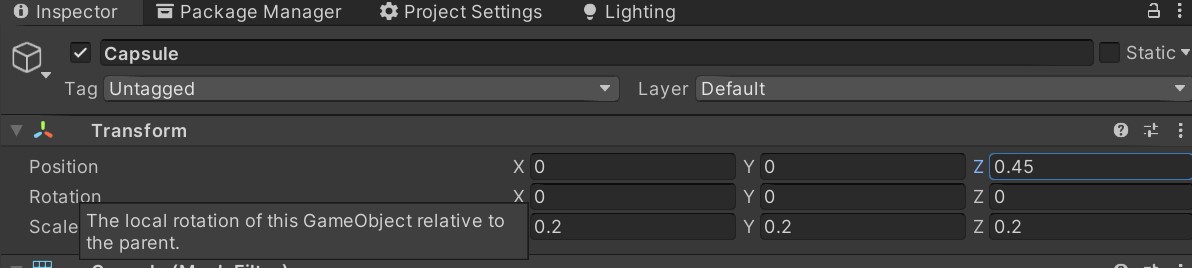 Inspector Package Manager Project Settings Lighting
Capsule Static
Tag Untagged Layer Default
Transform
Position X 0 Y 0 Z 0.45
Rotation X 0 Y 0 Z 0
Scale 0.2 Y 0.2 Z 0.2
The local rotation of this GameObject relative to
the parent.